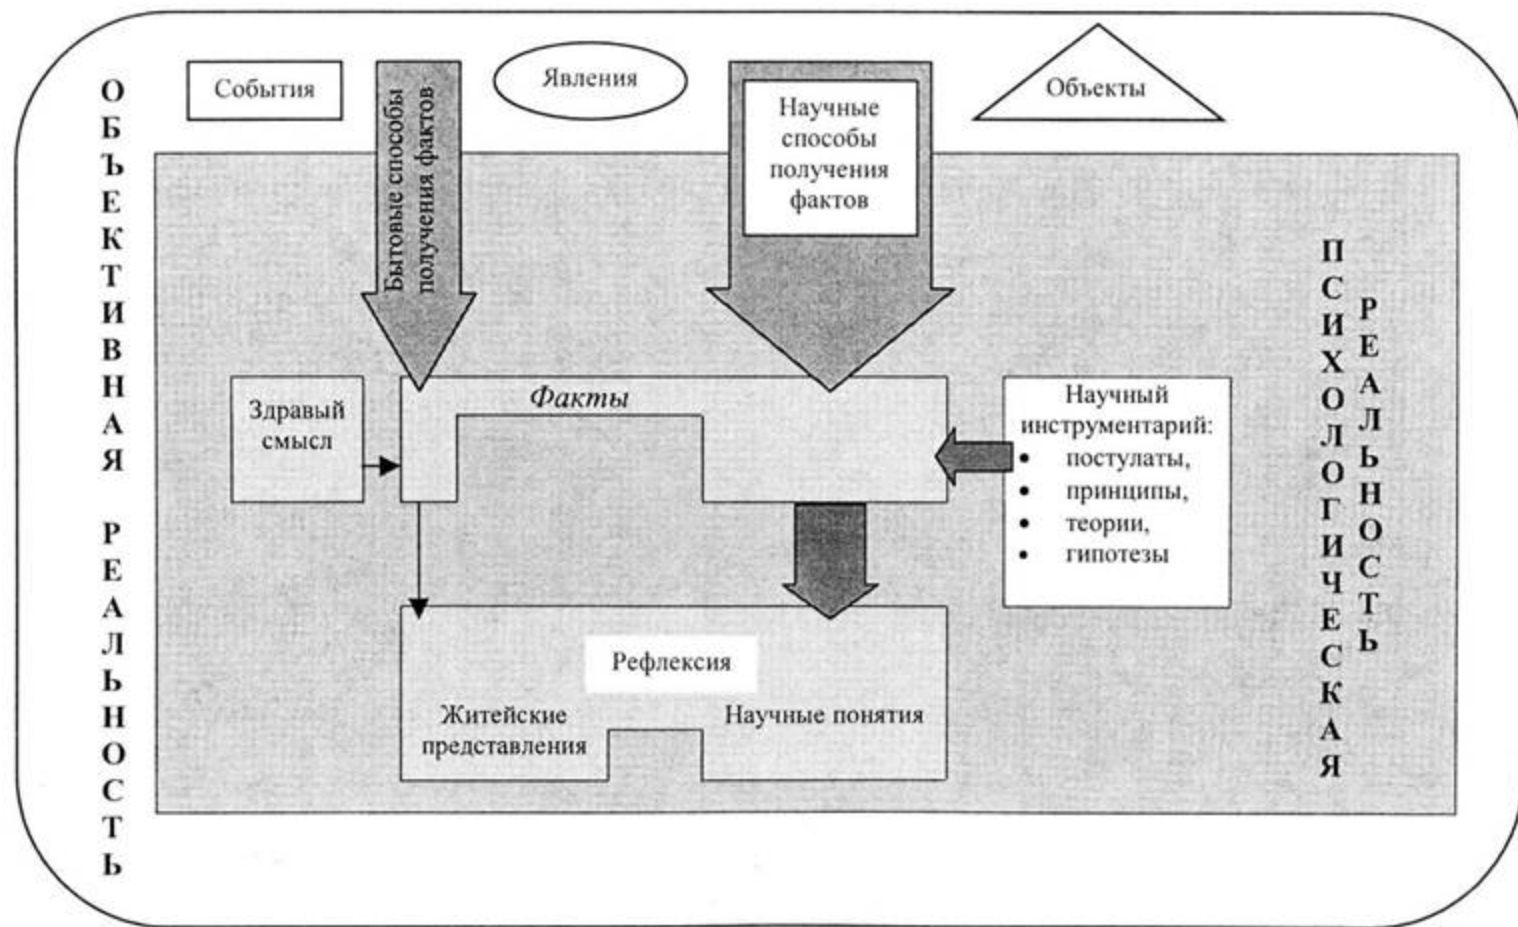 ОБЪЕКТИВНАЯ РЕАЛЬНОСТЬ
События
Бытовые способы
получения фактов
Явления
Научные
способы
получения
фактов
Объекты
ПСИХОЛОГИЧЕСКАЯ
РЕАЛЬНОСТЬ
Здравый
смысл
Факты
Научный
инструментарий:
• постулаты,
• принципы,
• теории,
• гипотезы
Рефлексия
Житейские
представления
Научные понятия